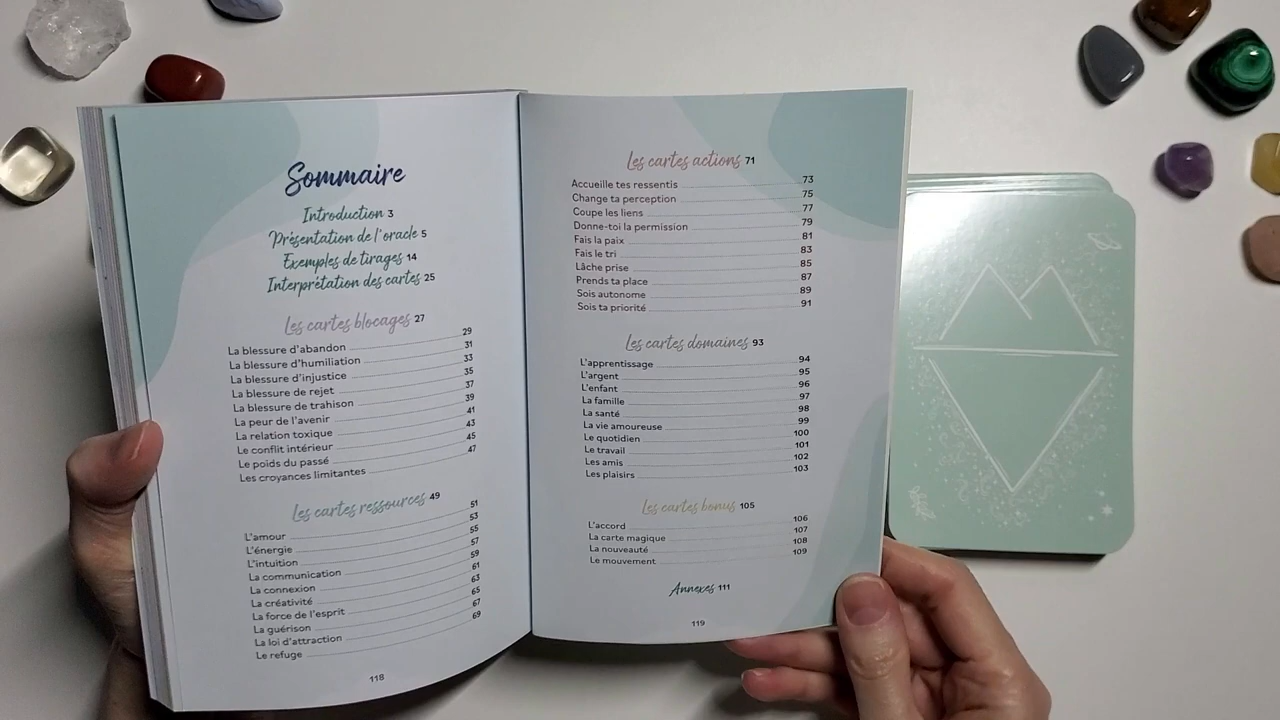 Sommaire
Introduction 3
Présentation de l'oracle 5
Exemples de tirages 14
Interprétation des cartes 25
Les cartes blocages 27
La blessure d'abandon 29
La blessure d'humiliation 31
La blessure d'injustice 33
La blessure de rejet 35
La blessure de trahison 37
La peur de l'avenir 39
La relation toxique 41
Le conflit intérieur 43
Le poids du passé 45
Les croyances limitantes 47
Les cartes ressources 49
L'amour 51
L'énergie 53
L'intuition 55
La communication 57
La connexion 59
La créativité 61
La force de l'esprit 63
La guérison 65
La loi d'attraction 67
Le refuge 69
118
Les cartes actions 71
Accueille tes ressentis 73
Change ta perception 75
Coupe les liens 77
Donne-toi la permission 79
Fais la paix 81
Fais le tri 83
Lâche prise 85
Prends ta place 87
Sois autonome 89
Sois ta priorité 91
Les cartes domaines 93
L'apprentissage 94
L'argent 95
L'enfant 96
La famille 97
La santé 98
La vie amoureuse 99
Le quotidien 100
Le travail 101
Les amis 102
Les plaisirs 103
Les cartes bonus 105
L'accord 106
La carte magique 107
La nouveauté 108
Le mouvement 109
Annexes 111
119